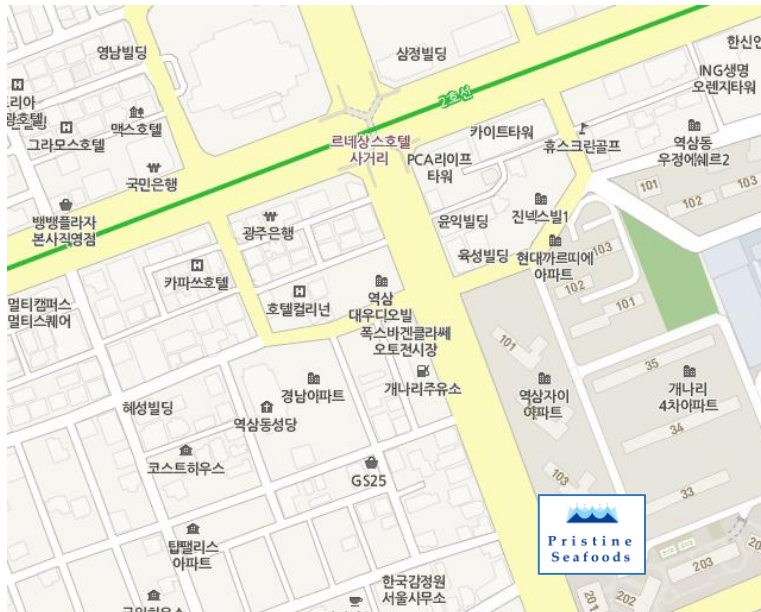 영남빌딩
삼정빌딩
한신인
ING생명
오렌지타워
2호선
맥스호텔
그라모스호텔
르네상스호텔
사거리
카이트타워
휴스크린골프
역삼동
우정에쉐르2
PCA라이프
타워
국민은행
101
102
103
뱅뱅플라자
본사직영점
광주은행
윤익빌딩
진넥스빌1
육성빌딩
현대까르띠에
아파트
103
102
101
카파쓰호텔
멀티캠퍼스
멀티스퀘어
호텔컬리넌
역삼
대우디오빌
폭스바겐클라쎄
오토전시장
101
35
개나리주유소
경남아파트
역삼자이
아파트
개나리
4차아파트
혜성빌딩
역삼동성당
34
코스트하우스
GS25
103
33
Pristine
Seafoods
탑팰리스
아파트
203
한국감정원
서울사무소
20
202